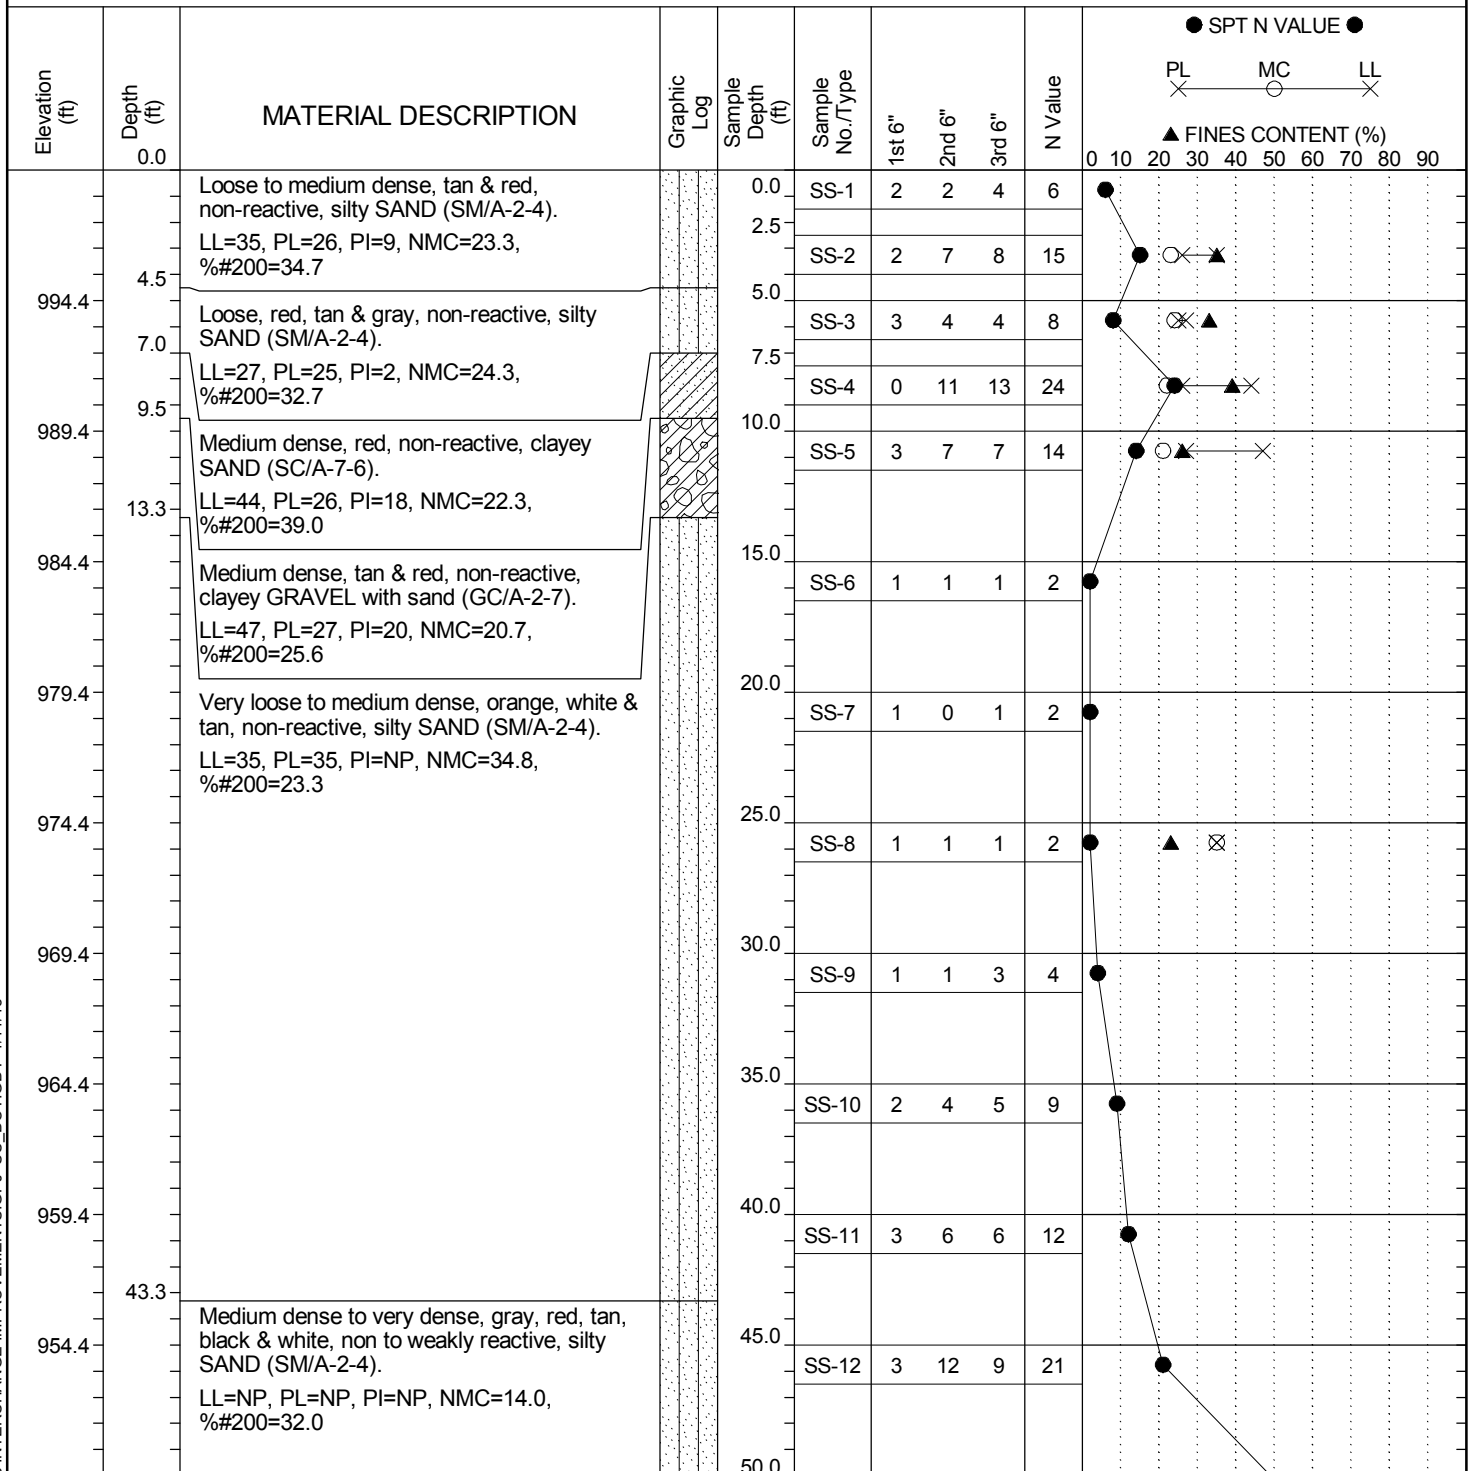 ● SPT N VALUE ●
PL MC LL
▲ FINES CONTENT (%)
0 10 20 30 40 50 60 70 80 90
Elevation (ft)
Depth (ft)
0.0
MATERIAL DESCRIPTION
Graphic Log
Sample Depth (ft)
Sample No./Type
1st 6"
2nd 6"
3rd 6"
N Value
Loose to medium dense, tan & red,
non-reactive, silty SAND (SM/A-2-4).
LL=35, PL=26, PI=9, NMC=23.3,
%#200=34.7
0.0 SS-1 2 2 4 6
2.5 SS-2 2 7 8 15
4.5
994.4
Loose, red, tan & gray, non-reactive, silty
SAND (SM/A-2-4).
LL=27, PL=25, PI=2, NMC=24.3,
%#200=32.7
5.0 SS-3 3 4 4 8
7.0
7.5 SS-4 0 11 13 24
9.5
989.4
Medium dense, red, non-reactive, clayey
SAND (SC/A-7-6).
LL=44, PL=26, PI=18, NMC=22.3,
%#200=39.0
10.0 SS-5 3 7 7 14
13.3
984.4
Medium dense, tan & red, non-reactive,
clayey GRAVEL with sand (GC/A-2-7).
LL=47, PL=27, PI=20, NMC=20.7,
%#200=25.6
15.0 SS-6 1 1 1 2
979.4
Very loose to medium dense, orange, white &
tan, non-reactive, silty SAND (SM/A-2-4).
LL=35, PL=35, PI=NP, NMC=34.8,
%#200=23.3
20.0 SS-7 1 0 1 2
974.4
25.0 SS-8 1 1 1 2
969.4
30.0 SS-9 1 1 3 4
964.4
35.0 SS-10 2 4 5 9
959.4
40.0 SS-11 3 6 6 12
43.3
954.4
Medium dense to very dense, gray, red, tan,
black & white, non to weakly reactive, silty
SAND (SM/A-2-4).
LL=NP, PL=NP, PI=NP, NMC=14.0,
%#200=32.0
45.0 SS-12 3 12 9 21
50.0